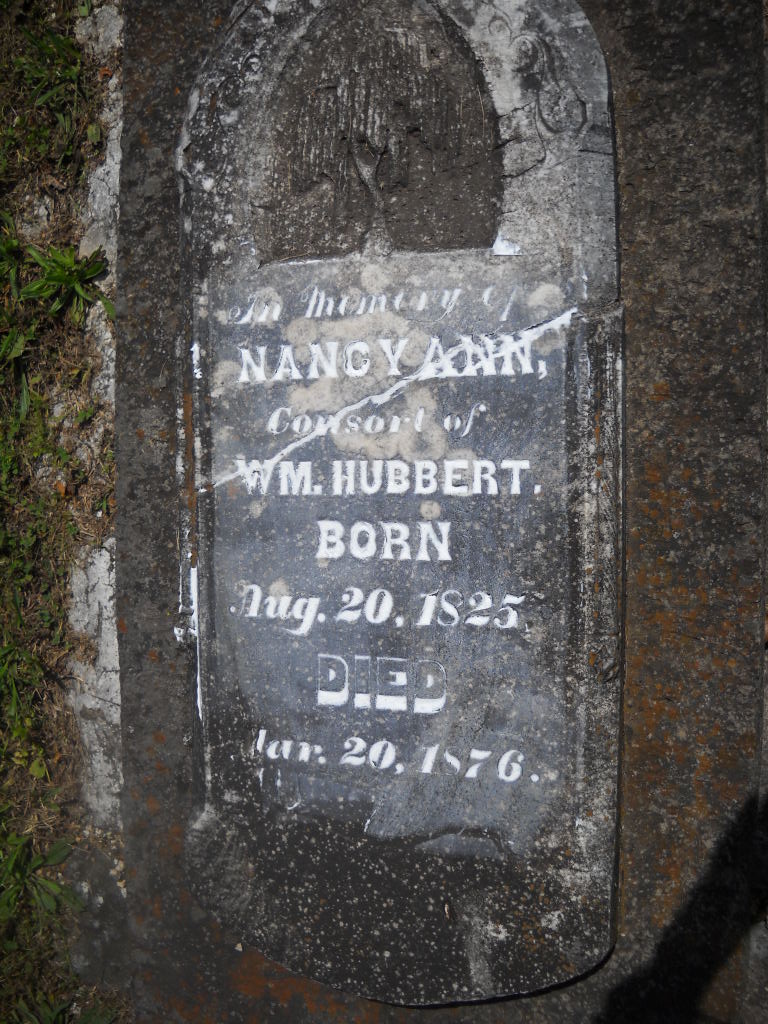 In Memory of
NANCY ANN,
Consort of
WM. HUBBERT.
BORN
Aug. 20, 1825
DIED
Mar. 20, 1876.